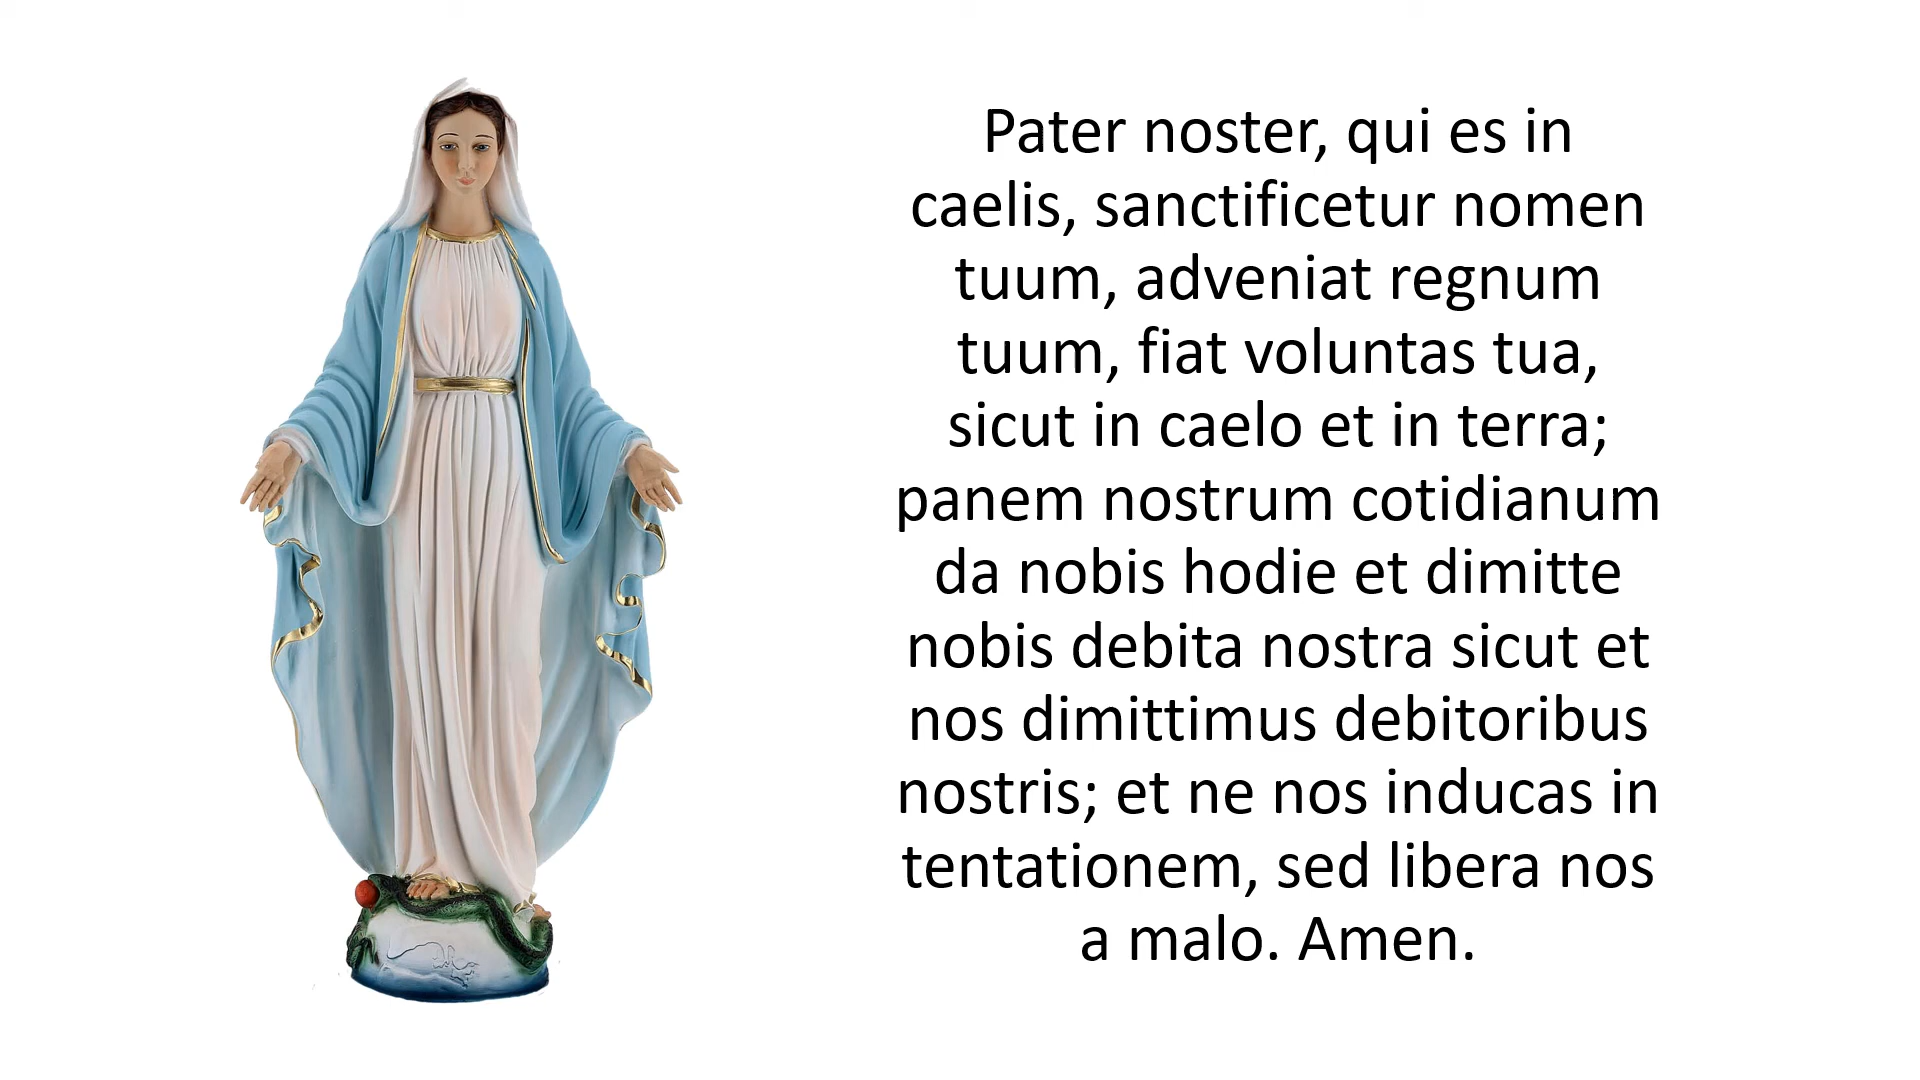 Pater noster, qui es in
caelis, sanctificetur nomen
tuum, adveniat regnum
tuum, fiat voluntas tua,
sicut in caelo et in terra;
panem nostrum cotidianum
da nobis hodie et dimitte
nobis debita nostra sicut et
nos dimittimus debitoribus
nostris; et ne nos inducas in
tentationem, sed libera nos
a malo. Amen.